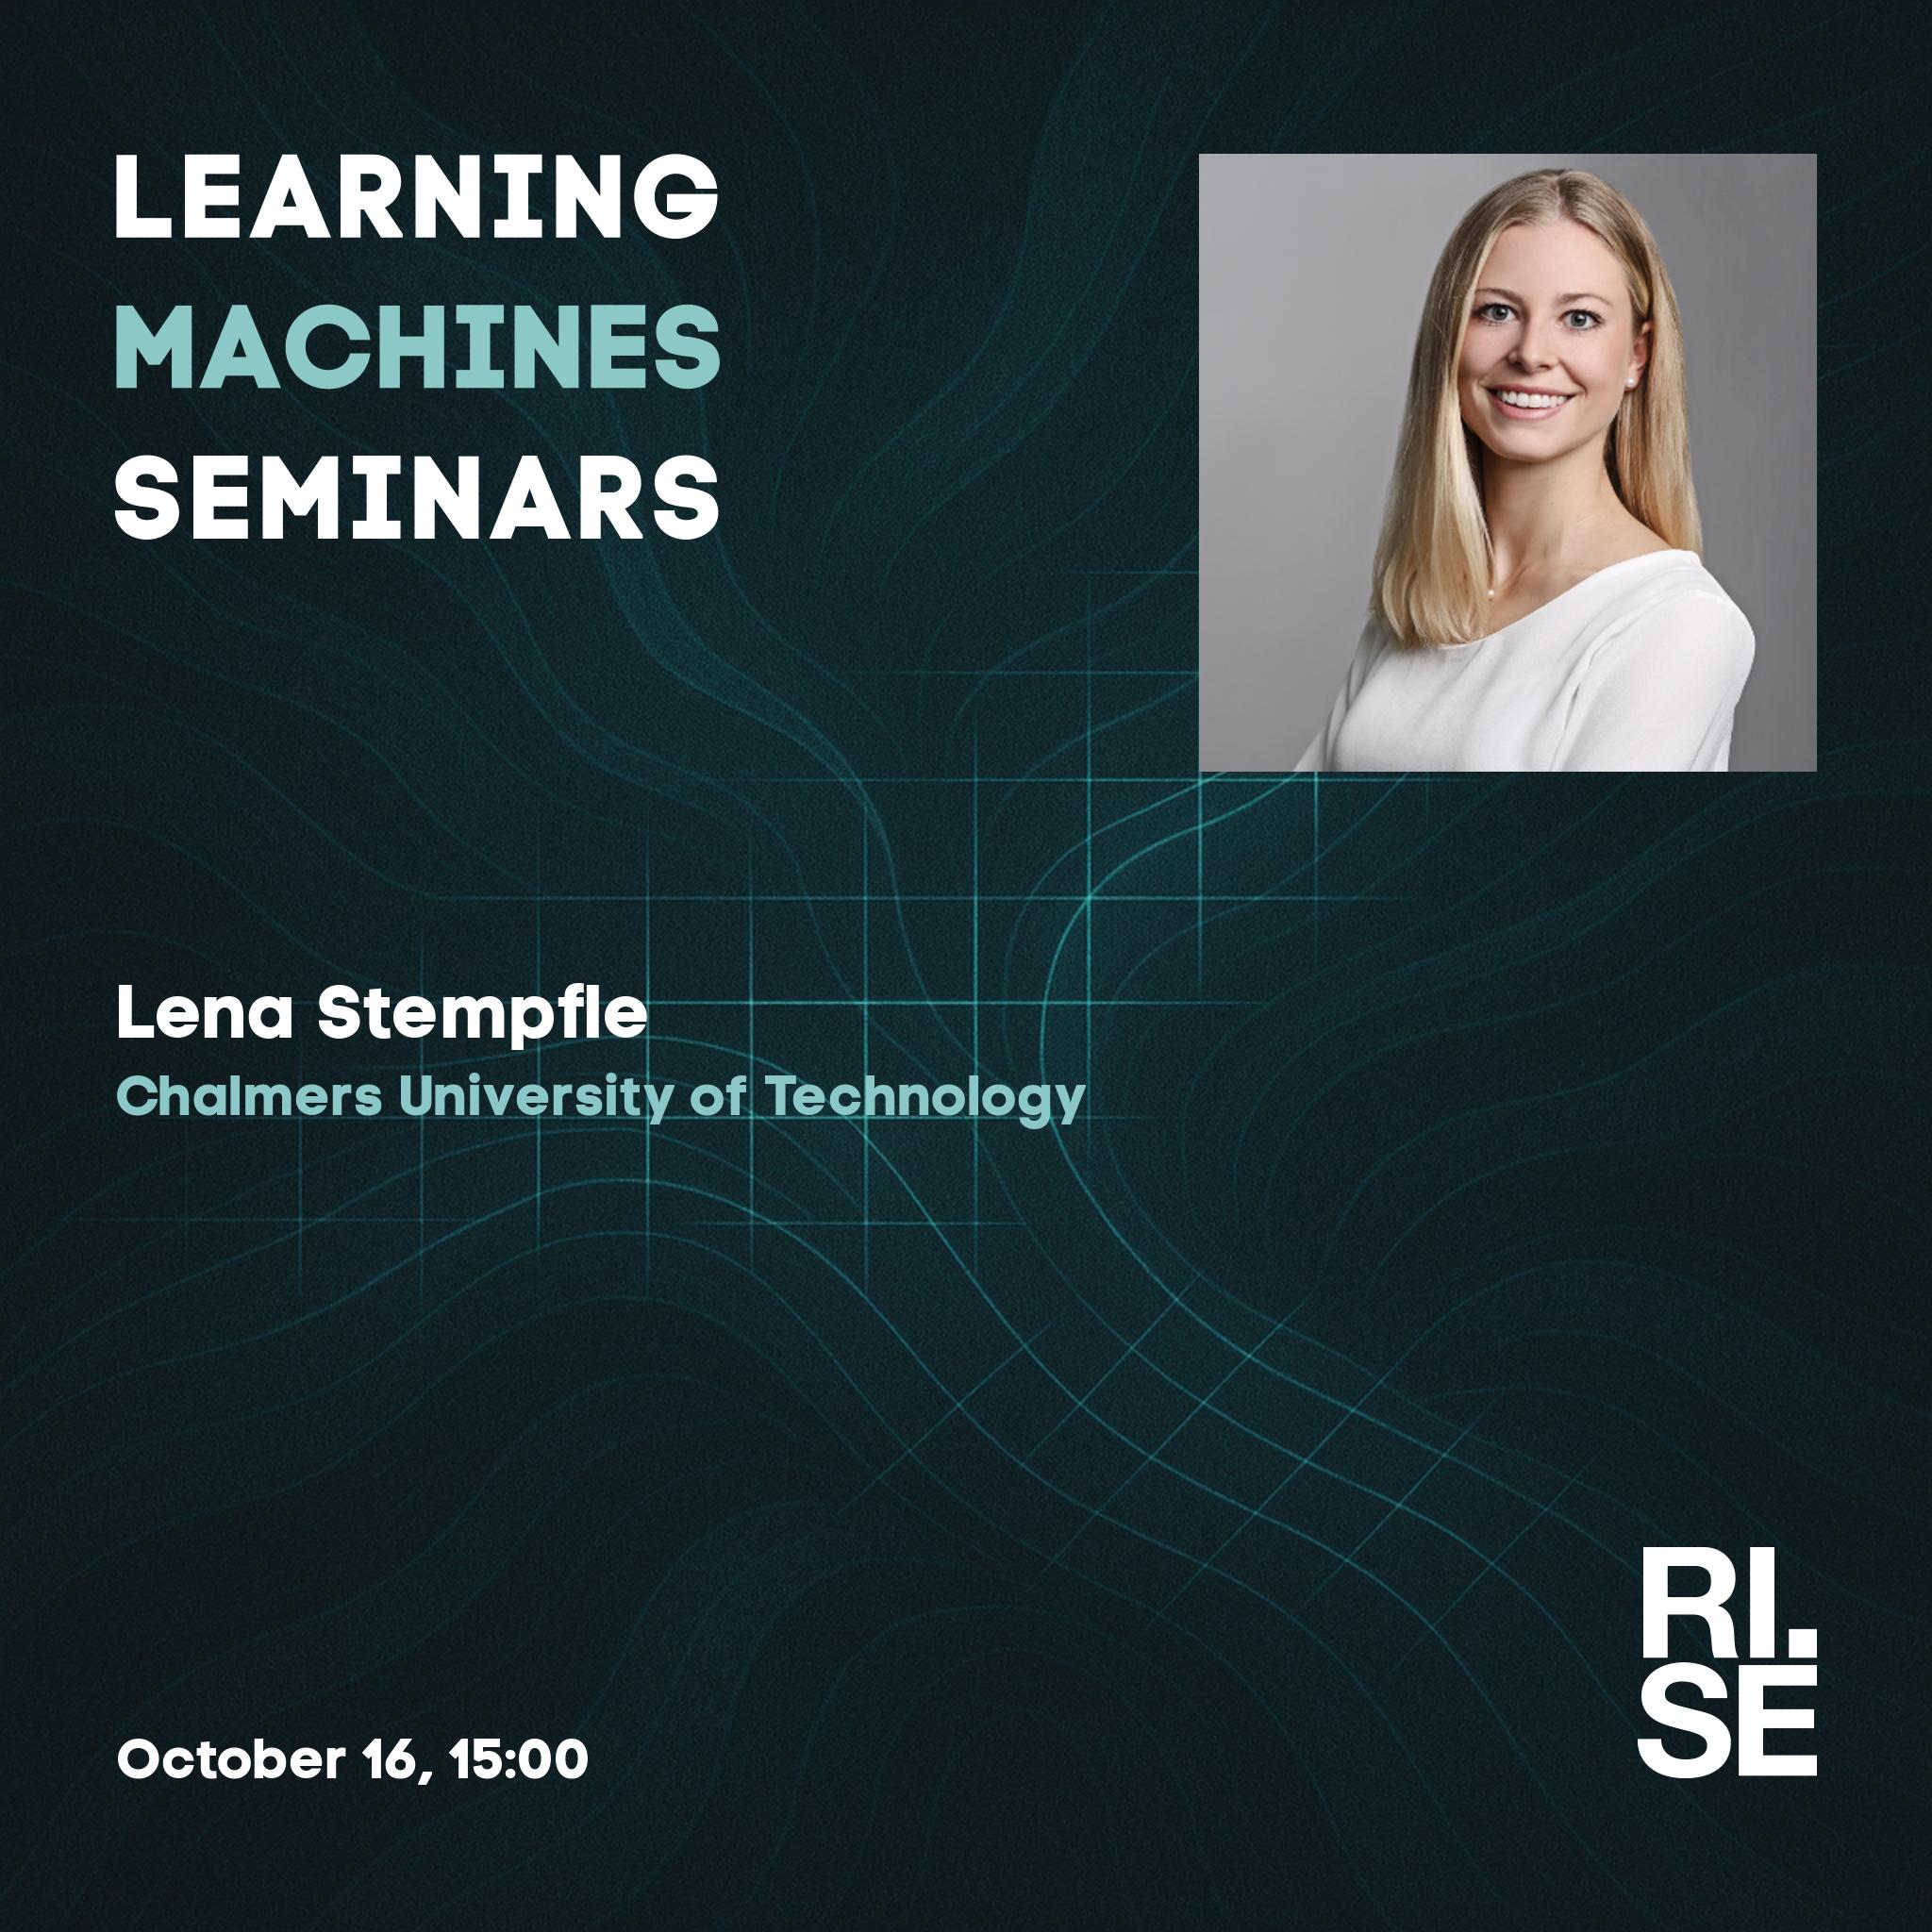 LEARNING
MACHINES
SEMINARS
Lena Stempfle
Chalmers University of Technology
October 16, 15:00
RI.
SE